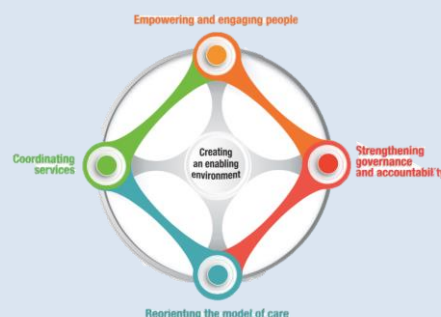 Empowering and engaging people
Creating
an enabling
environment
Coordinating
services
Strengthening
governance
and accountability
Reorienting the model of care